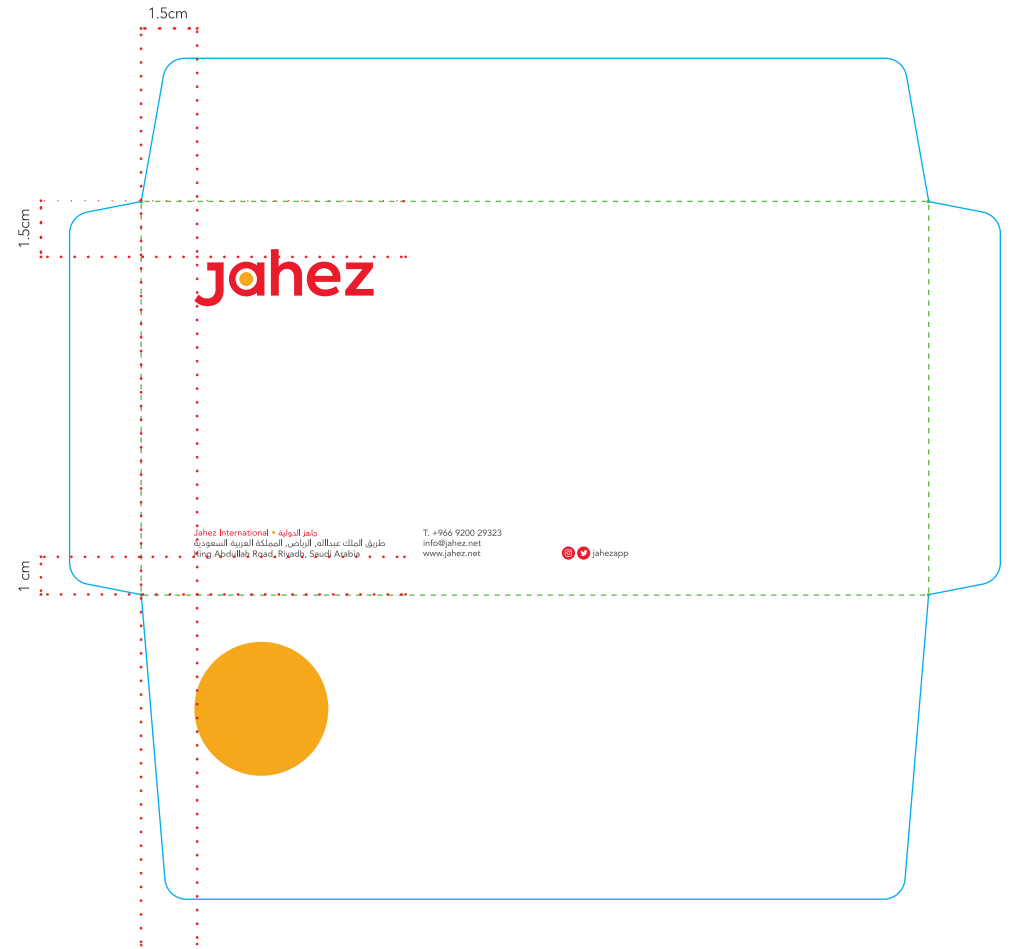 1.5cm
1.5cm
jahez
Jahez International • جاهز الدولية
طريق الملك عبداالله, الرياض, المملكة العربية السعودية
King Abdullah Road, Riyadh, Saudi Arabia
T. +966 9200 29323
info@jahez.net
www.jahez.net
jahezapp
1 cm